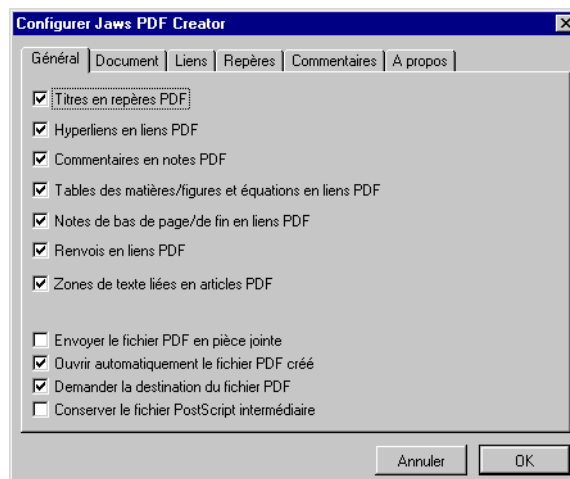 Configurer Jaws PDF Creator
Général Document Liens Repères Commentaires A propos
Titres en repères PDF
Hyperliens en liens PDF
Commentaires en notes PDF
Tables des matières/figures et équations en liens PDF
Notes de bas de page/de fin en liens PDF
Renvois en liens PDF
Zones de texte liées en articles PDF
Envoyer le fichier PDF en pièce jointe
Ouvrir automatiquement le fichier PDF créé
Demander la destination du fichier PDF
Conserver le fichier PostScript intermédiaire
Annuler OK